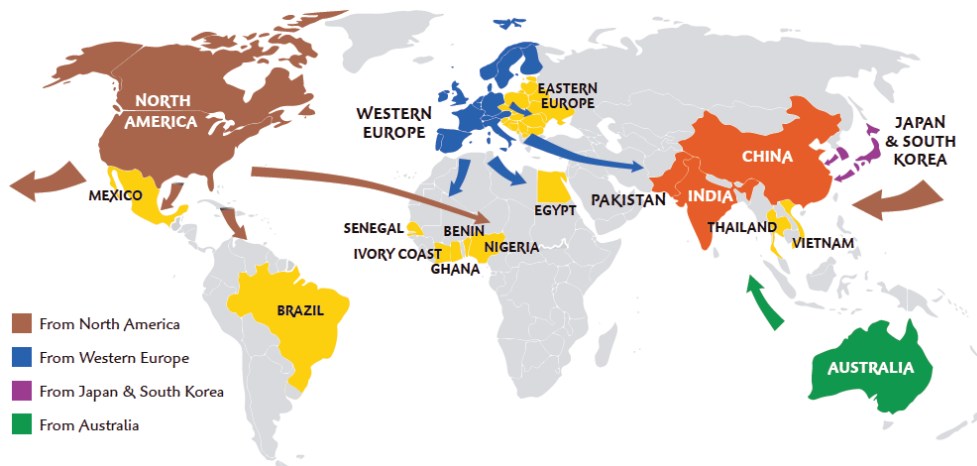 NORTH
AMERICA
WESTERN
EUROPE
EASTERN
EUROPE
JAPAN
& SOUTH
KOREA
CHINA
MEXICO
PAKISTAN
INDIA
EGYPT
SENEGAL
BENIN
THAILAND
IVORY COAST
NIGERIA
VIETNAM
GHANA
BRAZIL
AUSTRALIA
From North America
From Western Europe
From Japan & South Korea
From Australia